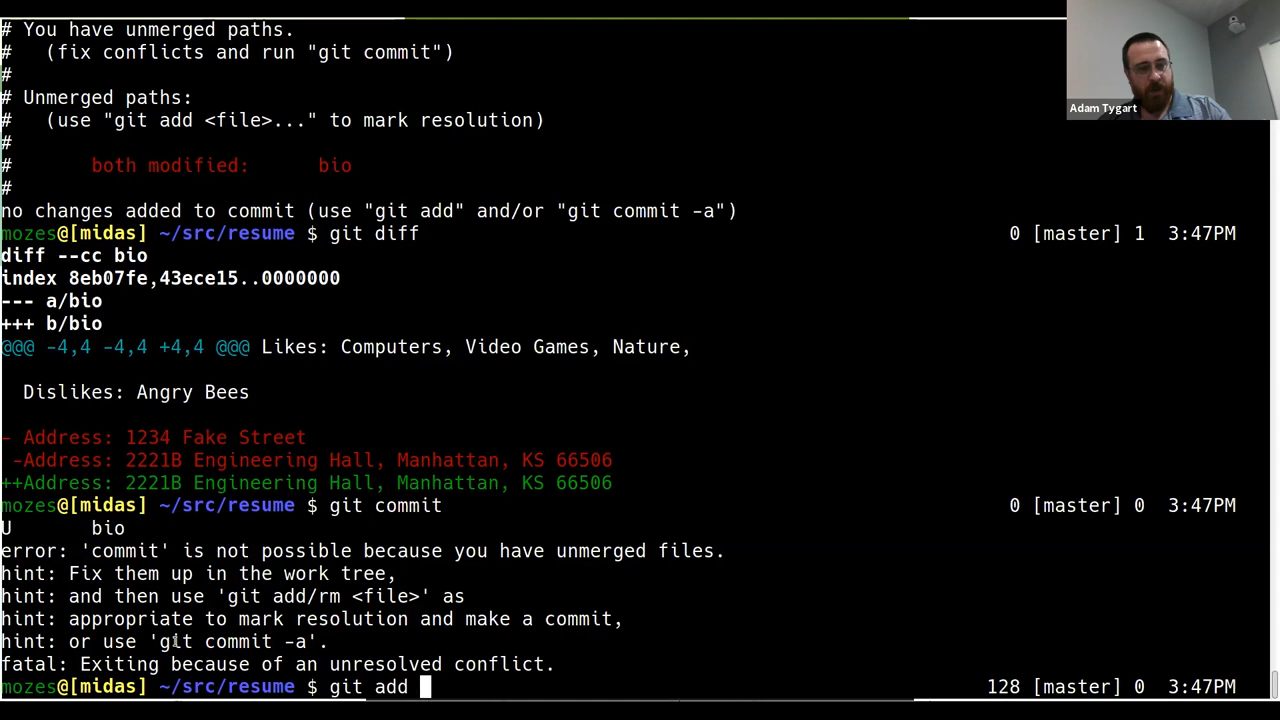 # You have unmerged paths.
#   (fix conflicts and run "git commit")
#
# Unmerged paths:
#   (use "git add <file>..." to mark resolution)
#
#       both modified:      bio
#
no changes added to commit (use "git add" and/or "git commit -a")
mozes@[midas] ~/src/resume $ git diff 0 [master] 1  3:47PM
diff --cc bio
index 8eb07fe,43ece15..0000000
--- a/bio
+++ b/bio
@@@ -4,4 -4,4 +4,4 @@@ Likes: Computers, Video Games, Nature,
  Dislikes: Angry Bees
- Address: 1234 Fake Street
 -Address: 2221B Engineering Hall, Manhattan, KS 66506
++Address: 2221B Engineering Hall, Manhattan, KS 66506
mozes@[midas] ~/src/resume $ git commit 0 [master] 0  3:47PM
U       bio
error: 'commit' is not possible because you have unmerged files.
hint: Fix them up in the work tree,
hint: and then use 'git add/rm <file>' as
hint: appropriate to mark resolution and make a commit,
hint: or use 'git commit -a'.
fatal: Exiting because of an unresolved conflict.
mozes@[midas] ~/src/resume $ git add 128 [master] 0  3:47PM
Adam Tygart